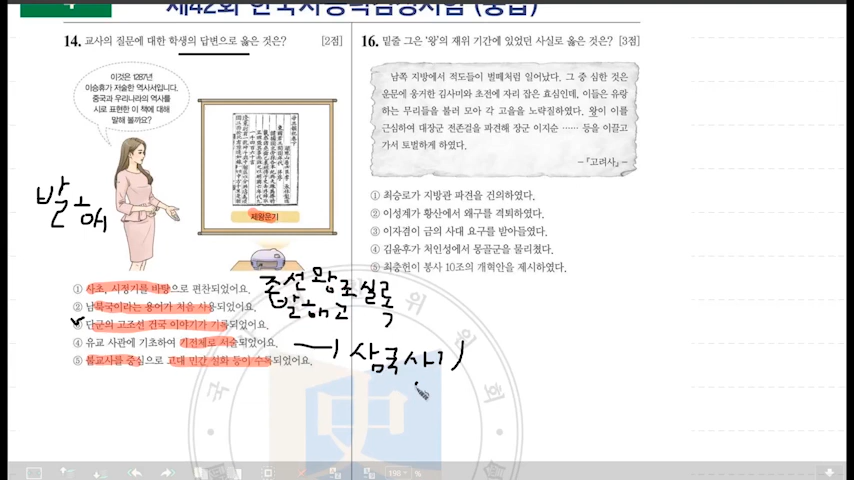 제42회 한국사능력검정시험 (중급)
14. 교사의 질문에 대한 학생의 답변으로 옳은 것은? [2점]
이것은 1287년
이승휴가 저술한 역사서입니다.
중국과 우리나라의 역사를
시로 표현한 이 책에 대해
말해 볼까요?
제왕운기
발해
① 사초, 시정기를 바탕으로 편찬되었어요.
② 남북국이라는 용어가 처음 사용되었어요.
③ 단군의 고조선 건국 이야기가 기록되었어요.
④ 유교 사관에 기초하여 기전체로 서술되었어요.
⑤ 불교사를 중심으로 고대 민간 설화 등이 수록되었어요.
조선왕조실록
발해고
삼국사기
16. 밑줄 그은 '왕'의 재위 기간에 있었던 사실로 옳은 것은? [3점]
남쪽 지방에서 적도들이 벌떼처럼 일어났다. 그 중 심한 것은
운문에 웅거한 김사미와 초전에 자리 잡은 효심인데, 이들은 유랑
하는 무리들을 불러 모아 각 고을을 노략질하였다. 왕이 이를
근심하여 대장군 전존걸을 파견해 장군 이지순 …… 등을 이끌고
가서 토벌하게 하였다.
- 『고려사』 -
① 최승로가 지방관 파견을 건의하였다.
② 이성계가 황산에서 왜구를 격퇴하였다.
③ 이자겸이 금의 사대 요구를 받아들였다.
④ 김윤후가 처인성에서 몽골군을 물리쳤다.
⑤ 최충헌이 봉사 10조의 개혁안을 제시하였다.
198 %